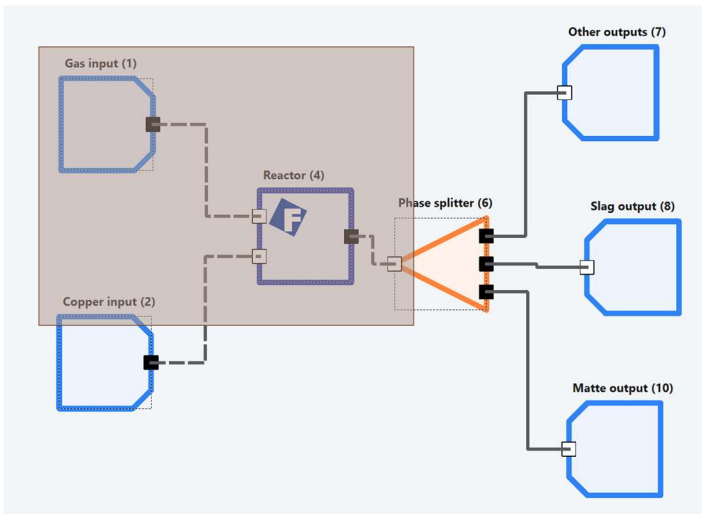 Other outputs (7)
Gas input (1)
Reactor (4)
Phase splitter (6)
Slag output (8)
Copper input (2)
Matte output (10)
F